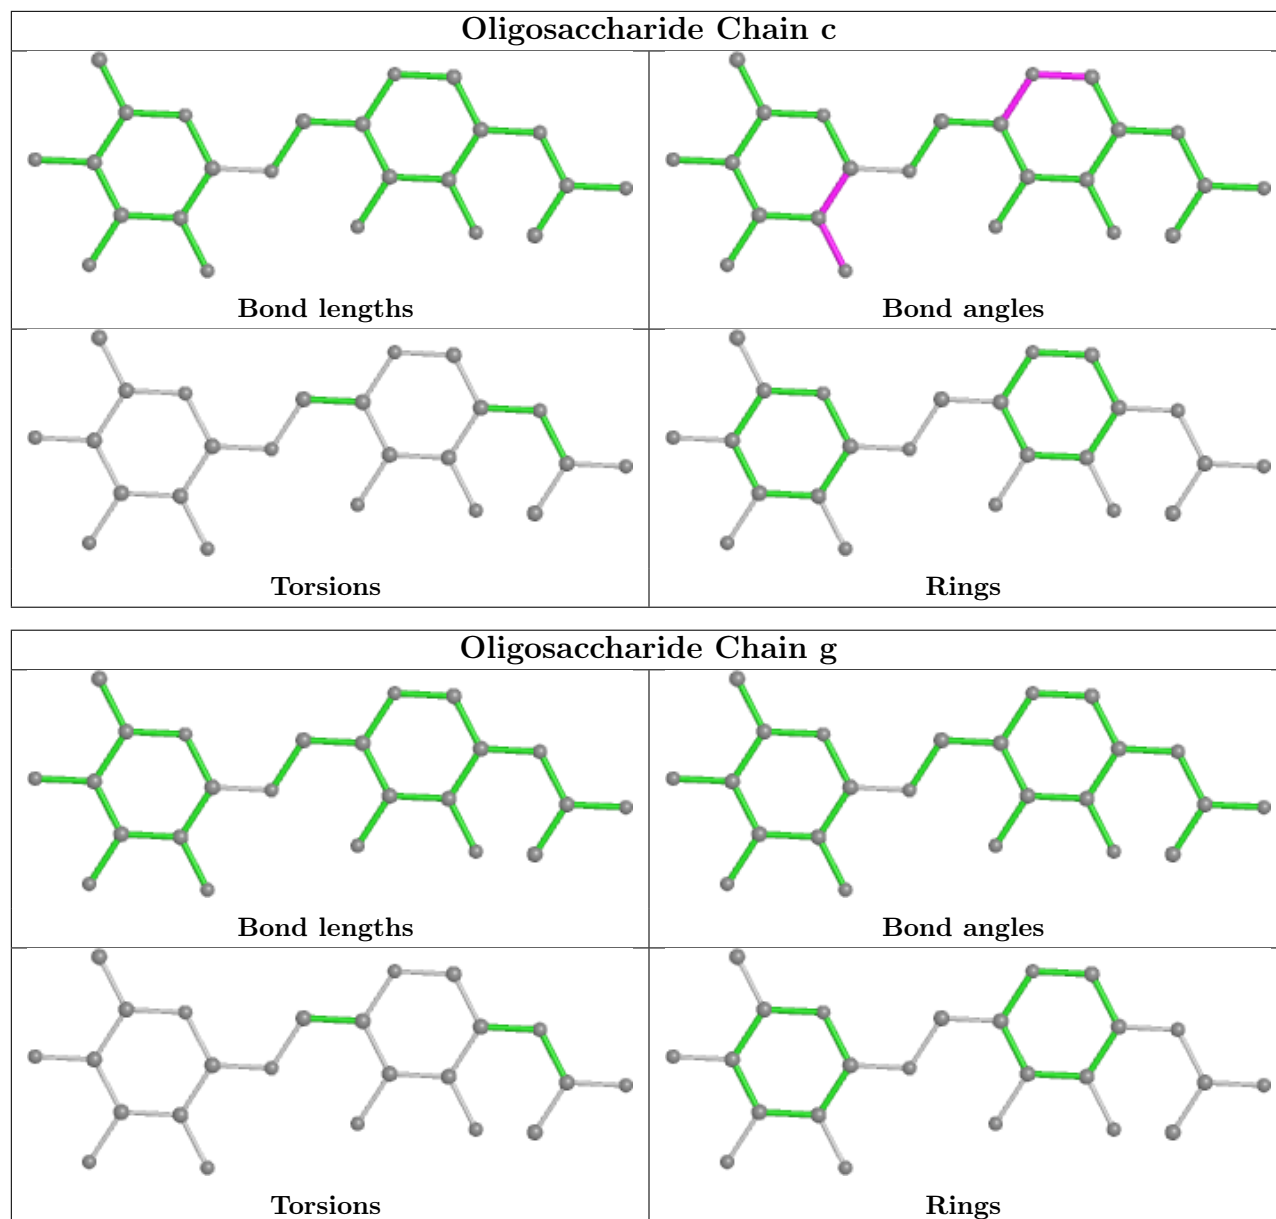 Oligosaccharide Chain c
Bond lengths
Bond angles
Torsions
Rings
Oligosaccharide Chain g
Bond lengths
Bond angles
Torsions
Rings